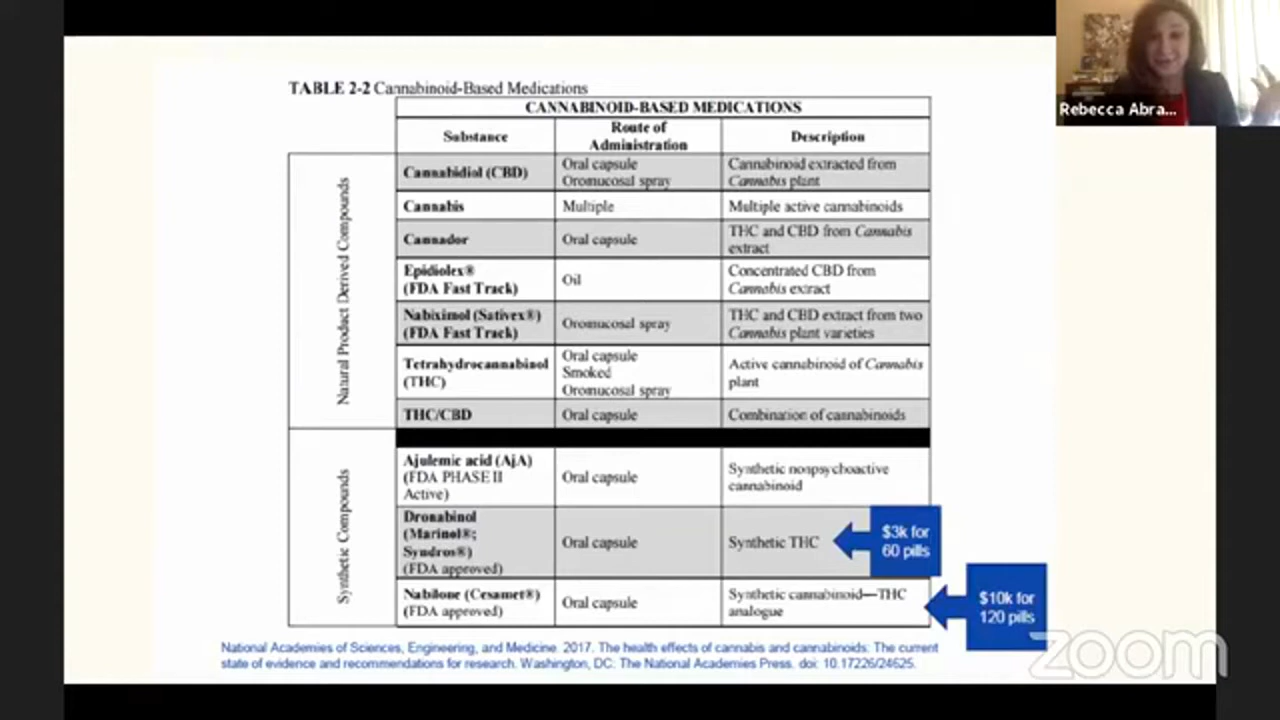 Rebecca Abra...
TABLE 2-2 Cannabinoid-Based Medications
CANNABINOID-BASED MEDICATIONS
Substance
Route of
Administration
Description
Natural Product Derived Compounds
Cannabidiol (CBD)
Oral capsule
Oromucosal spray
Cannabinoid extracted from
Cannabis plant
Cannabis
Multiple
Multiple active cannabinoids
Cannador
Oral capsule
THC and CBD from Cannabis
extract
Epidiolex®
(FDA Fast Track)
Oil
Concentrated CBD from
Cannabis extract
Nabiximol (Sativex®)
(FDA Fast Track)
Oromucosal spray
THC and CBD extract from two
Cannabis plant varieties
Tetrahydrocannabinol
(THC)
Oral capsule
Smoked
Oromucosal spray
Active cannabinoid of Cannabis
plant
THC/CBD
Oral capsule
Combination of cannabinoids
Synthetic Compounds
Ajulemic acid (AjA)
(FDA PHASE II
Active)
Oral capsule
Synthetic nonpsychoactive
cannabinoid
Dronabinol
(Marinol®;
Syndros®)
(FDA approved)
Oral capsule
Synthetic THC
$3k for
60 pills
Nabilone (Cesamet®)
(FDA approved)
Oral capsule
Synthetic cannabinoid—THC
analogue
$10k for
120 pills
National Academies of Sciences, Engineering, and Medicine. 2017. The health effects of cannabis and cannabinoids: The current
state of evidence and recommendations for research. Washington, DC: The National Academies Press. doi: 10.17226/24625.
zoom